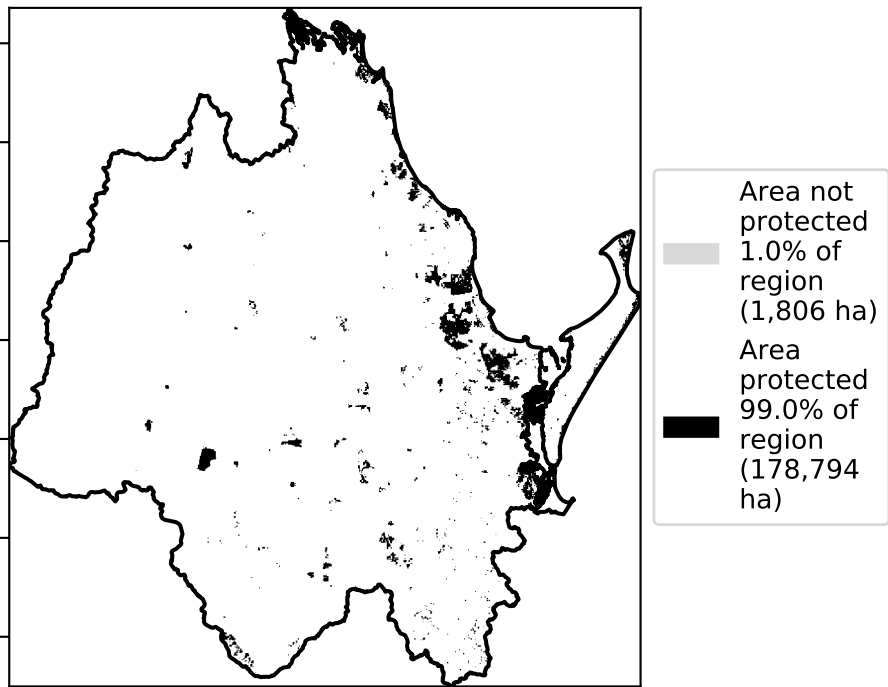 Area not
protected
1.0% of
region
(1,806 ha)
Area
protected
99.0% of
region
(178,794
ha)